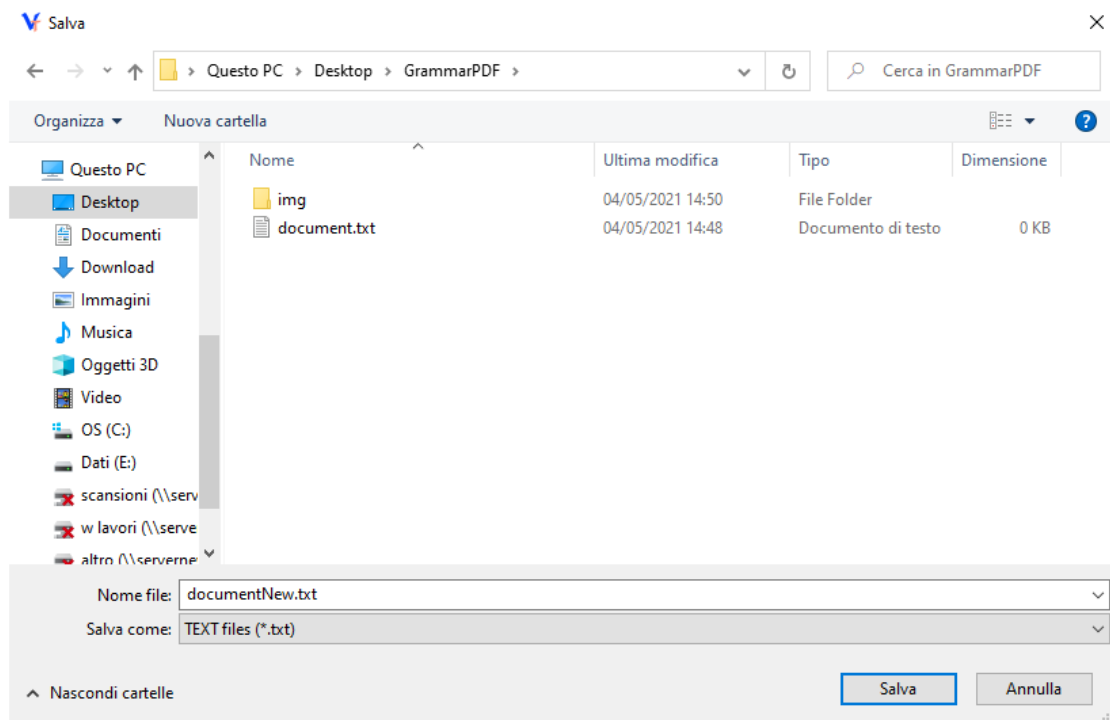 Salva
Questo PC > Desktop > GrammarPDF >
Cerca in GrammarPDF
Organizza
Nuova cartella
Nome
Ultima modifica
Tipo
Dimensione
Questo PC
Desktop
Documenti
Download
Immagini
Musica
Oggetti 3D
Video
OS (C:)
Dati (E:)
scansioni (\\serv
w lavori (\\serve
altro (\\serverne
img 04/05/2021 14:50 File Folder
document.txt 04/05/2021 14:48 Documento di testo 0 KB
Nome file: documentNew.txt
Salva come: TEXT files (*.txt)
Nascondi cartelle
Salva
Annulla